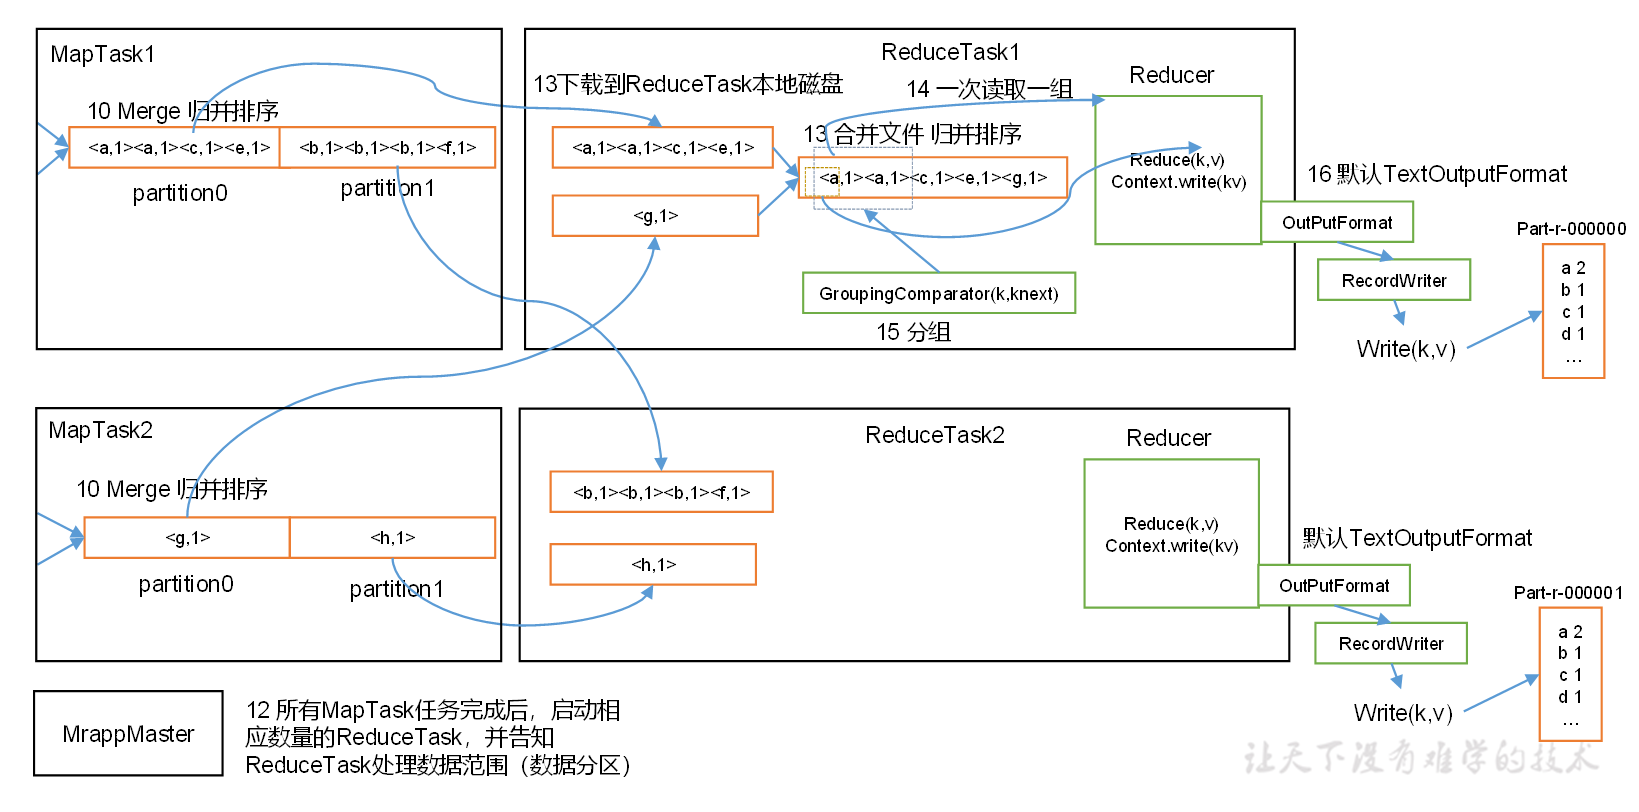 MapTask1
10 Merge 归并排序
<a,1><a,1><c,1><e,1>
<b,1><b,1><b,1><f,1>
partition0
partition1
ReduceTask1
13下载到ReduceTask本地磁盘
<a,1><a,1><c,1><e,1>
<g,1>
14 一次读取一组
13 合并文件 归并排序
<a,1><a,1><c,1><e,1><g,1>
GroupingComparator(k,knext)
15 分组
Reducer
Reduce(k,v)
Context.write(kv)
16 默认TextOutputFormat
OutPutFormat
RecordWriter
Write(k,v)
Part-r-000000
a 2
b 1
c 1
d 1
...
MapTask2
10 Merge 归并排序
<g,1>
<h,1>
partition0
partition1
ReduceTask2
<b,1><b,1><b,1><f,1>
<h,1>
Reducer
Reduce(k,v)
Context.write(kv)
默认TextOutputFormat
OutPutFormat
RecordWriter
Write(k,v)
Part-r-000001
a 2
b 1
c 1
d 1
...
MrappMaster
12 所有MapTask任务完成后，启动相
应数量的ReduceTask，并告知
ReduceTask处理数据范围（数据分区）
让天下没有难学的技术